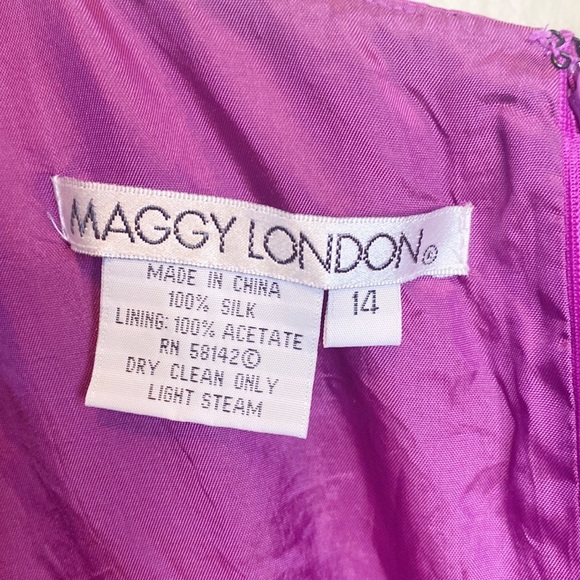 MAGGY LONDON®
MADE IN CHINA
100% SILK
LINING: 100% ACETATE
RN 58142©
DRY CLEAN ONLY
LIGHT STEAM
14